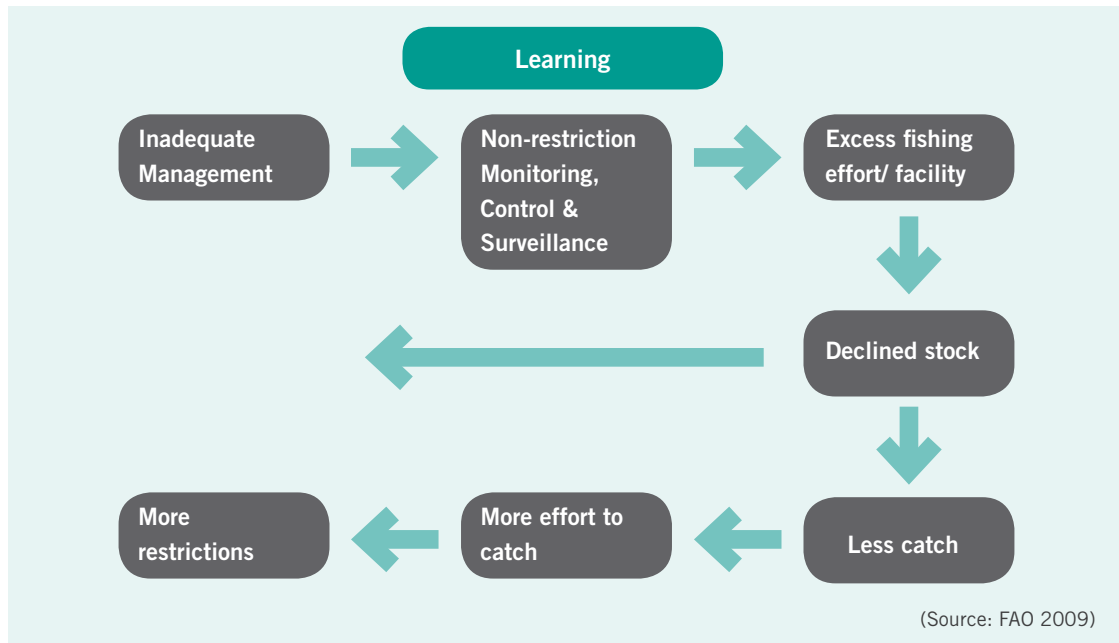 Learning
Inadequate
Management
Non-restriction
Monitoring,
Control &
Surveillance
Excess fishing
effort/ facility
Declined stock
More
restrictions
More effort to
catch
Less catch
(Source: FAO 2009)